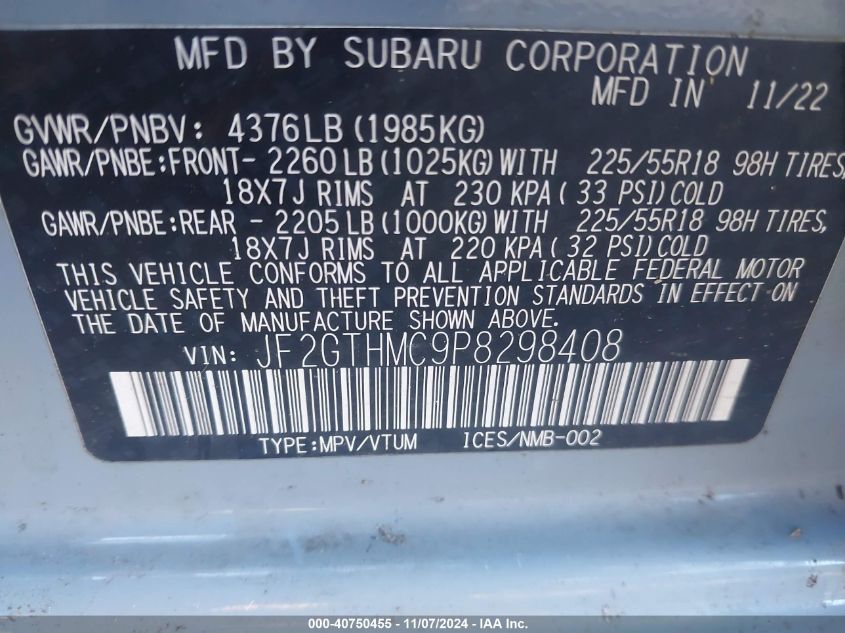 MFD BY SUBARU CORPORATION
MFD IN 11/22
GVWR/PNBV: 4376LB (1985KG)
GAWR/PNBE:FRONT- 2260 LB (1025KG) WITH 225/55R18 98H TIRES,
18X7J RIMS AT 230 KPA ( 33 PSI) COLD
GAWR/PNBE:REAR - 2205 LB (1000KG) WITH 225/55R18 98H TIRES,
18X7J RIMS AT 220 KPA ( 32 PSI) COLD
THIS VEHICLE CONFORMS TO ALL APPLICABLE FEDERAL MOTOR
VEHICLE SAFETY AND THEFT PREVENTION STANDARDS IN EFFECT ON
THE DATE OF MANUFACTURE SHOWN ABOVE.
VIN: JF2GTHMC9P8298408
TYPE:MPV/VTUM ICES/NMB-002
000-40750455 - 11/07/2024 - IAA Inc.